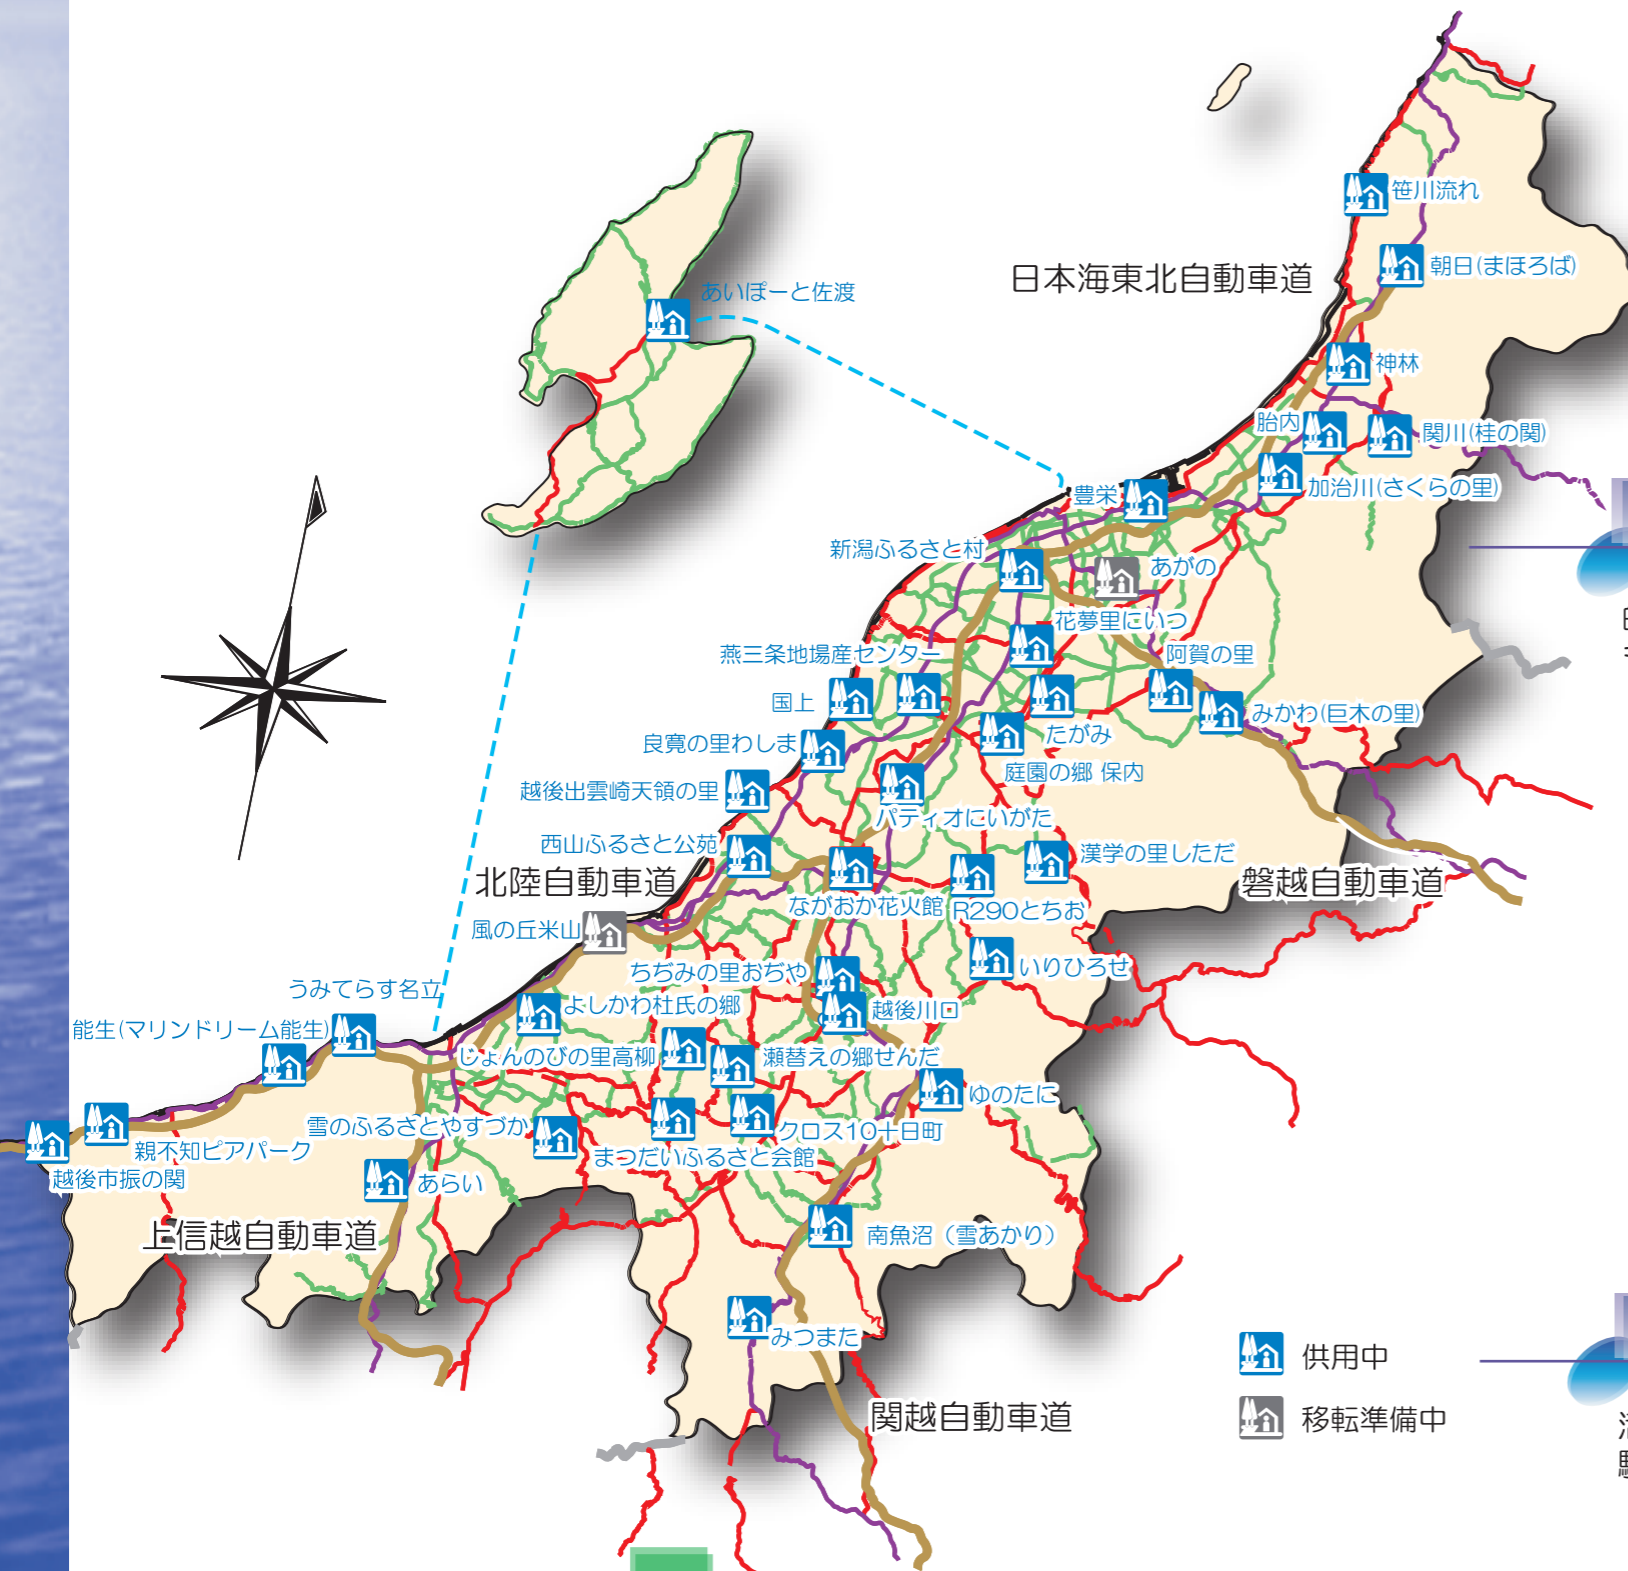 笹川流れ
朝日(まほろば)
日本海東北自動車道
あいぽーと佐渡
神林
胎内
関川(桂の関)
加治川(さくらの里)
豊栄
新潟ふるさと村
あがの
花夢里にいつ
燕三条地場産センター
阿賀の里
国上
みかわ(巨木の里)
たがみ
良寛の里わしま
庭園の郷 保内
越後出雲崎天領の里
パティオにいがた
西山ふるさと公苑
漢学の里しただ
北陸自動車道
磐越自動車道
ながおか花火館
R290とちお
風の丘米山
ちぢみの里おぢや
いりひろせ
うみてらす名立
よしかわ杜氏の郷
越後川口
能生(マリンドリーム能生)
じょんのびの里高柳
瀬替えの郷せんだ
ゆのたに
雪のふるさとやすづか
クロス10十日町
親不知ピアパーク
まつだいふるさと会館
越後市振の関
あらい
上信越自動車道
南魚沼（雪あかり）
みつまた
供用中
関越自動車道
移転準備中